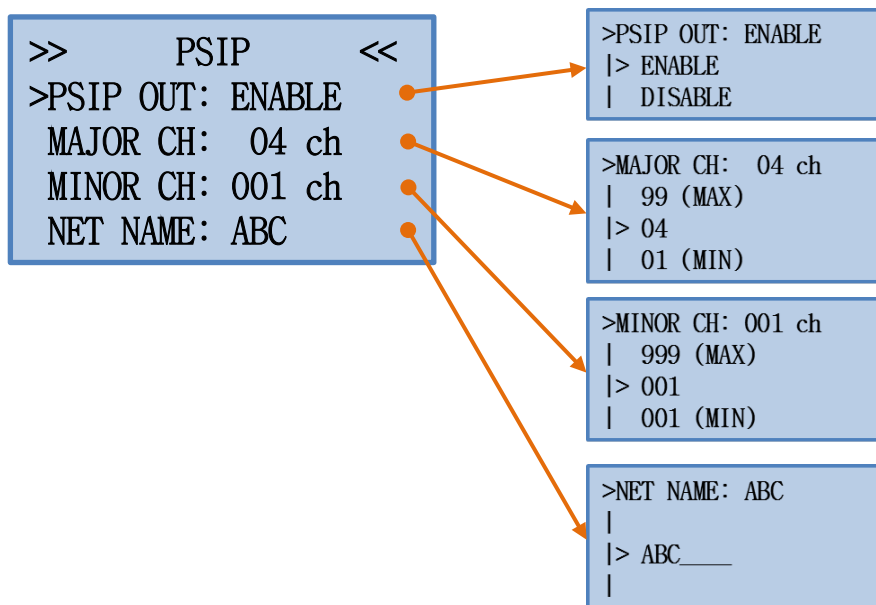 >> PSIP <<
>PSIP OUT: ENABLE
MAJOR CH: 04 ch
MINOR CH: 001 ch
NET NAME: ABC
>PSIP OUT: ENABLE
|> ENABLE
| DISABLE
>MAJOR CH: 04 ch
| 99 (MAX)
|> 04
| 01 (MIN)
>MINOR CH: 001 ch
| 999 (MAX)
|> 001
| 001 (MIN)
>NET NAME: ABC
|
|> ABC____
|